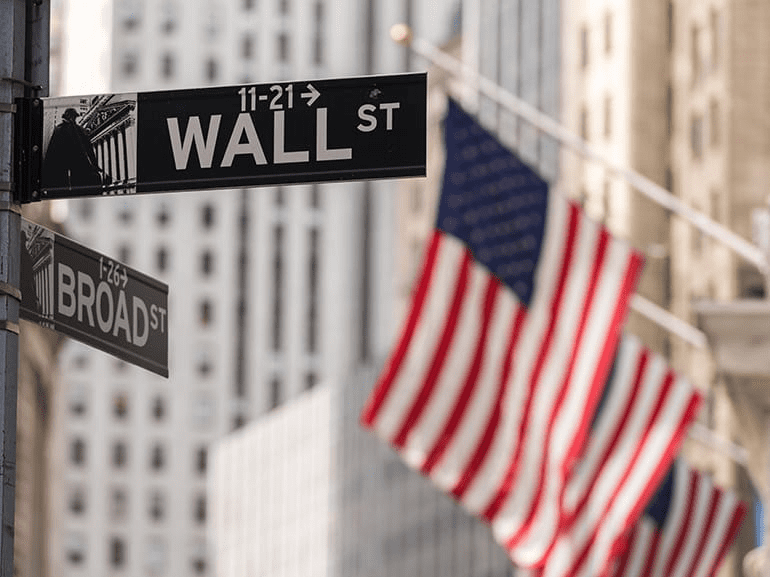 11-21→
WALL ST
1-26→
BROAD ST